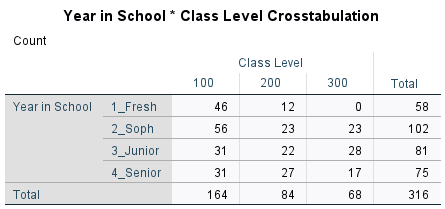 Year in School * Class Level Crosstabulation
Count
Class Level
100 200 300 Total
Year in School 1_Fresh 46 12 0 58
2_Soph 56 23 23 102
3_Junior 31 22 28 81
4_Senior 31 27 17 75
Total 164 84 68 316